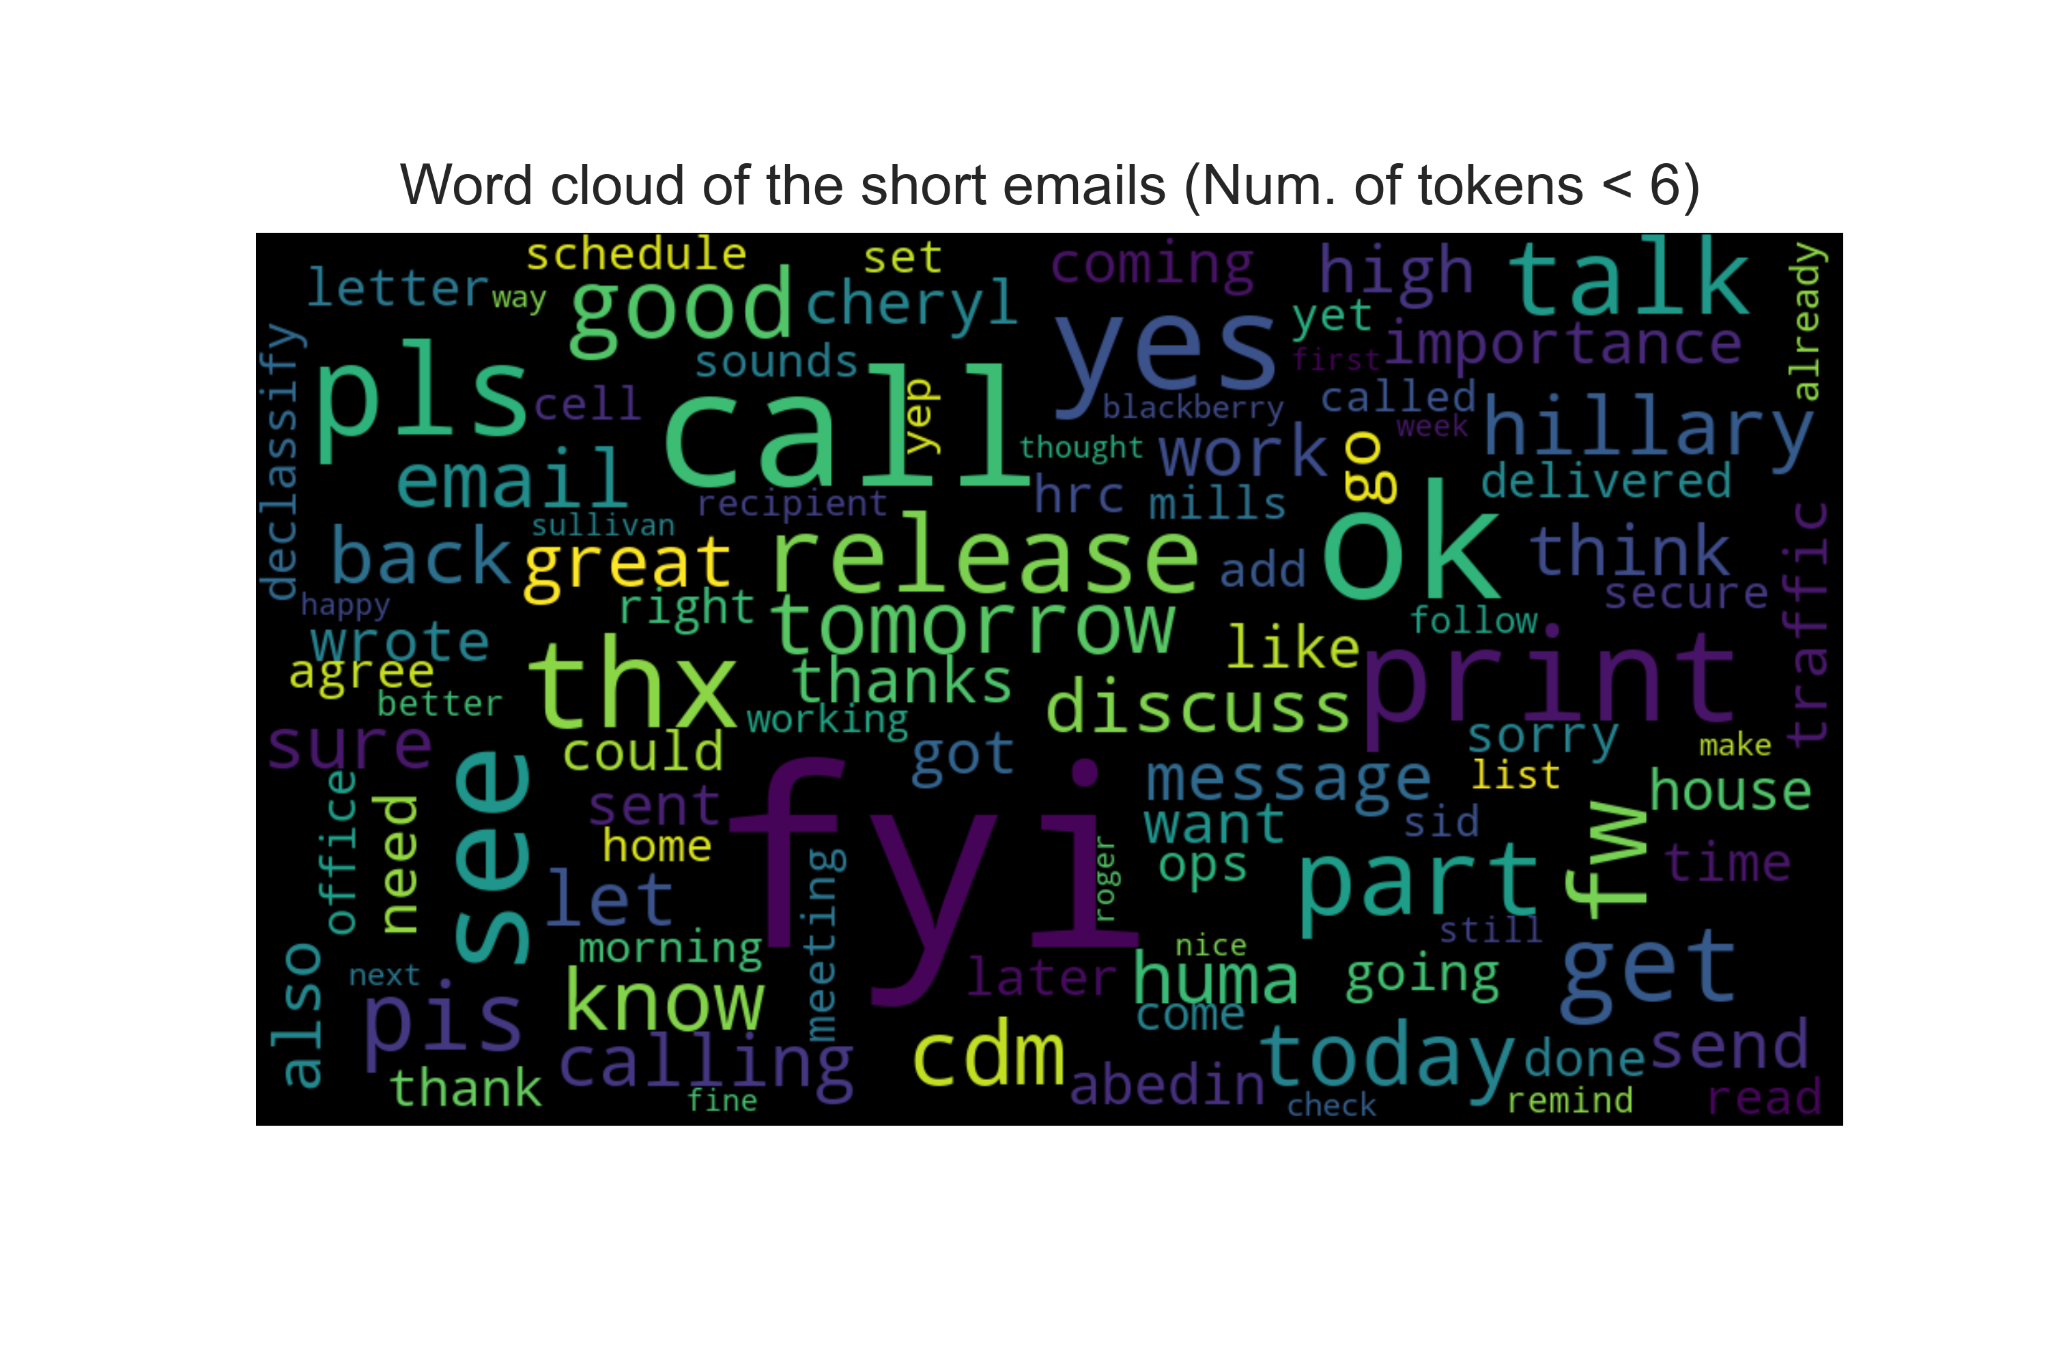 Word cloud of the short emails (Num. of tokens < 6)
schedule set coming high talk already
letter way good cheryl yes yet importance
declassify pls sounds first
cell call yep blackberry called hillary
email thought work week go
recipient hrc mills delivered
back sullivan great release add ok think traffic
happy right tomorrow follow secure
wrote thx like print
agree thanks
better working discuss
sure could got sorry make
see fyi message list house
office need sent want sid fw
home meeting roger ops part time
let
also morning nice still get
next know later huma going
pis come
calling cdm today done send
thank fine abedin check remind read